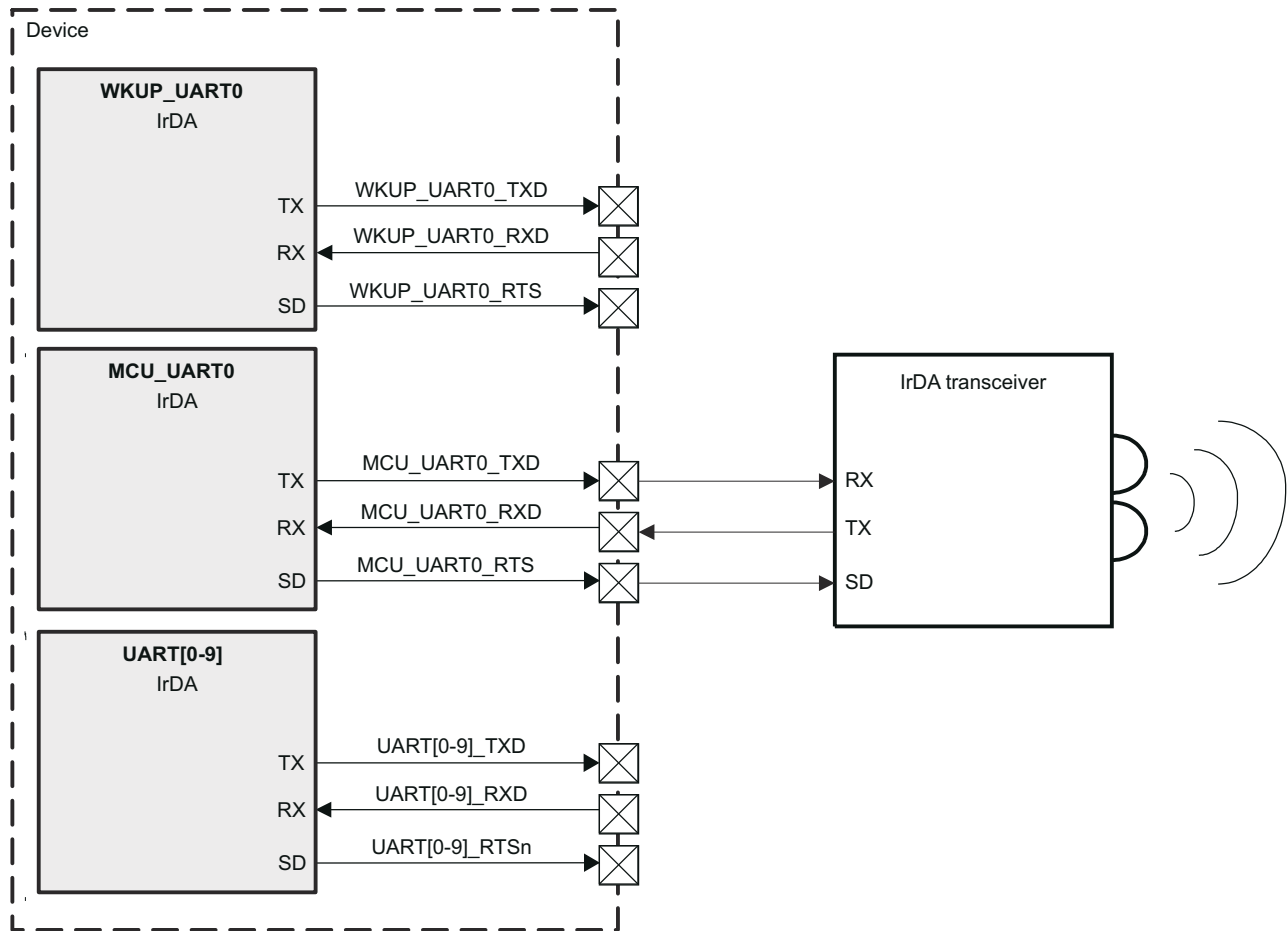 Device
WKUP_UART0
IrDA
TX
WKUP_UART0_TXD
RX
WKUP_UART0_RXD
SD
WKUP_UART0_RTS
MCU_UART0
IrDA
TX
MCU_UART0_TXD
RX
MCU_UART0_RXD
SD
MCU_UART0_RTS
IrDA transceiver
RX
TX
SD
UART[0-9]
IrDA
TX
UART[0-9]_TXD
RX
UART[0-9]_RXD
SD
UART[0-9]_RTSn